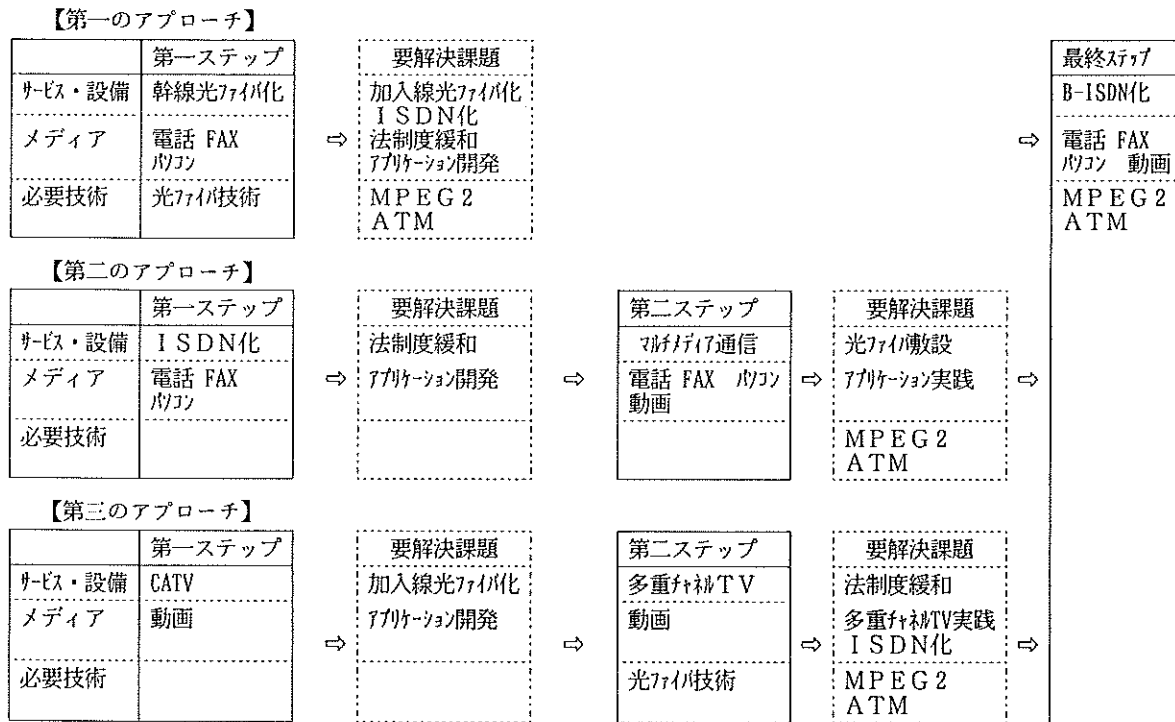 【第一のアプローチ】
第一ステップ 要解決課題 最終ステップ
サービス・設備 幹線光ファイバ化 加入線光ファイバ化 B-ISDN化
ISDN化
メディア 電話 FAX ⇨ 法制度緩和 ⇨ 電話 FAX
パソコン アプリケーション開発 パソコン 動画
必要技術 光ファイバ技術 MPEG2 MPEG2
ATM ATM
【第二のアプローチ】
第一ステップ 要解決課題 第二ステップ 要解決課題
サービス・設備 ISDN化 法制度緩和 マルチメディア通信 光ファイバ敷設
メディア 電話 FAX ⇨ アプリケーション開発 ⇨ 電話 FAX パソコン ⇨ アプリケーション実践 ⇨
パソコン 動画
必要技術 MPEG2
ATM
【第三のアプローチ】
第一ステップ 要解決課題 第二ステップ 要解決課題
サービス・設備 CATV 加入線光ファイバ化 多重チャネルTV 法制度緩和
メディア 動画 アプリケーション開発 動画 多重チャネルTV実践
⇨ ⇨ ⇨ ISDN化 ⇨
必要技術 光ファイバ技術 MPEG2
ATM